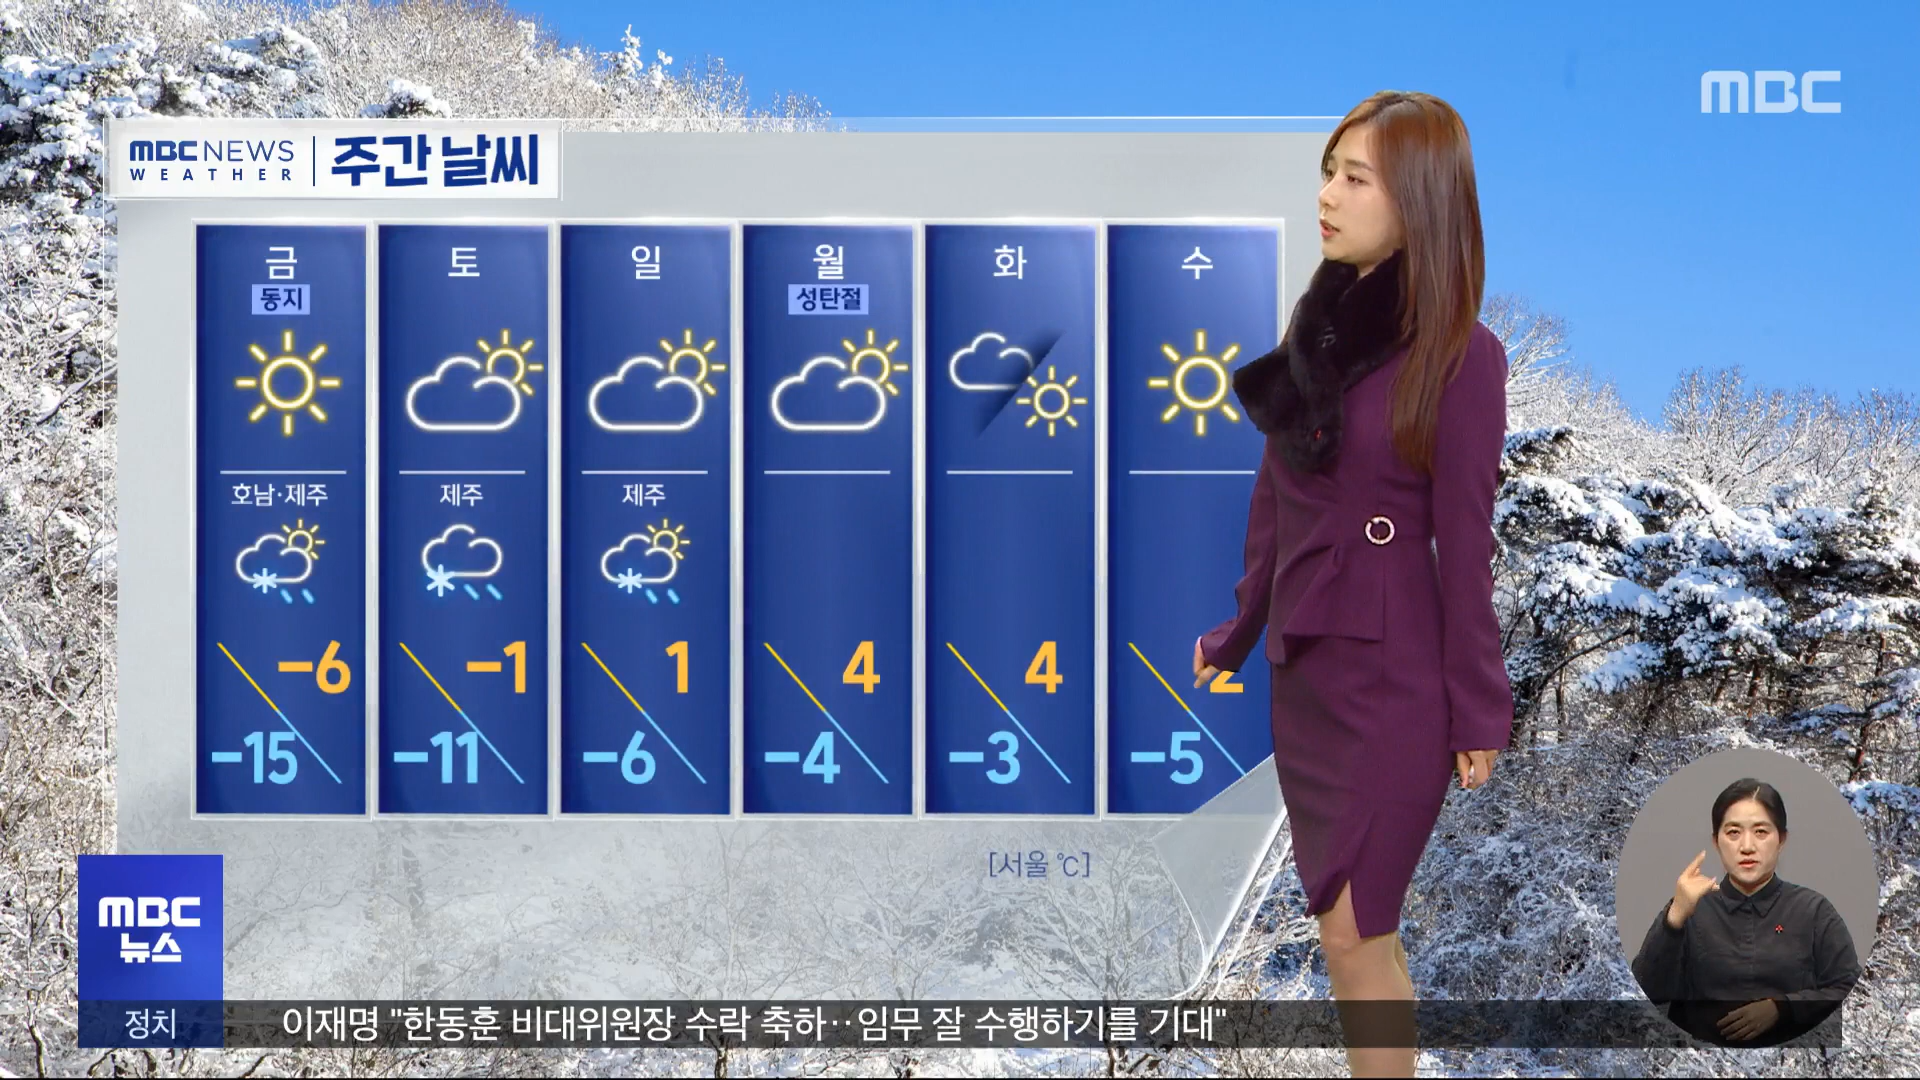 MBC
MBC NEWS
WEATHER
주간 날씨
금 토 일 월 화 수
동지 성탄절
호남·제주 제주 제주
-6 -1 1 4 4
-15 -11 -6 -4 -3 -5
[서울 ℃]
MBC
뉴스
정치 이재명 "한동훈 비대위원장 수락 축하‥임무 잘 수행하기를 기대"